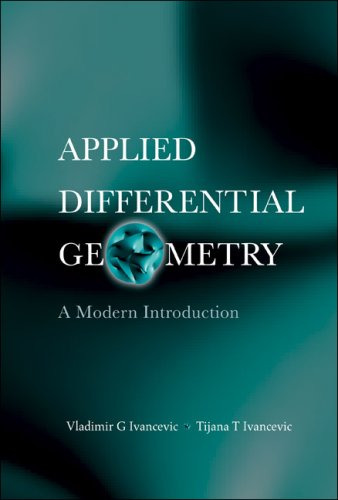 APPLIED
DIFFERENTIAL
GEOMETRY
A Modern Introduction
Vladimir G Ivancevic Tijana T Ivancevic